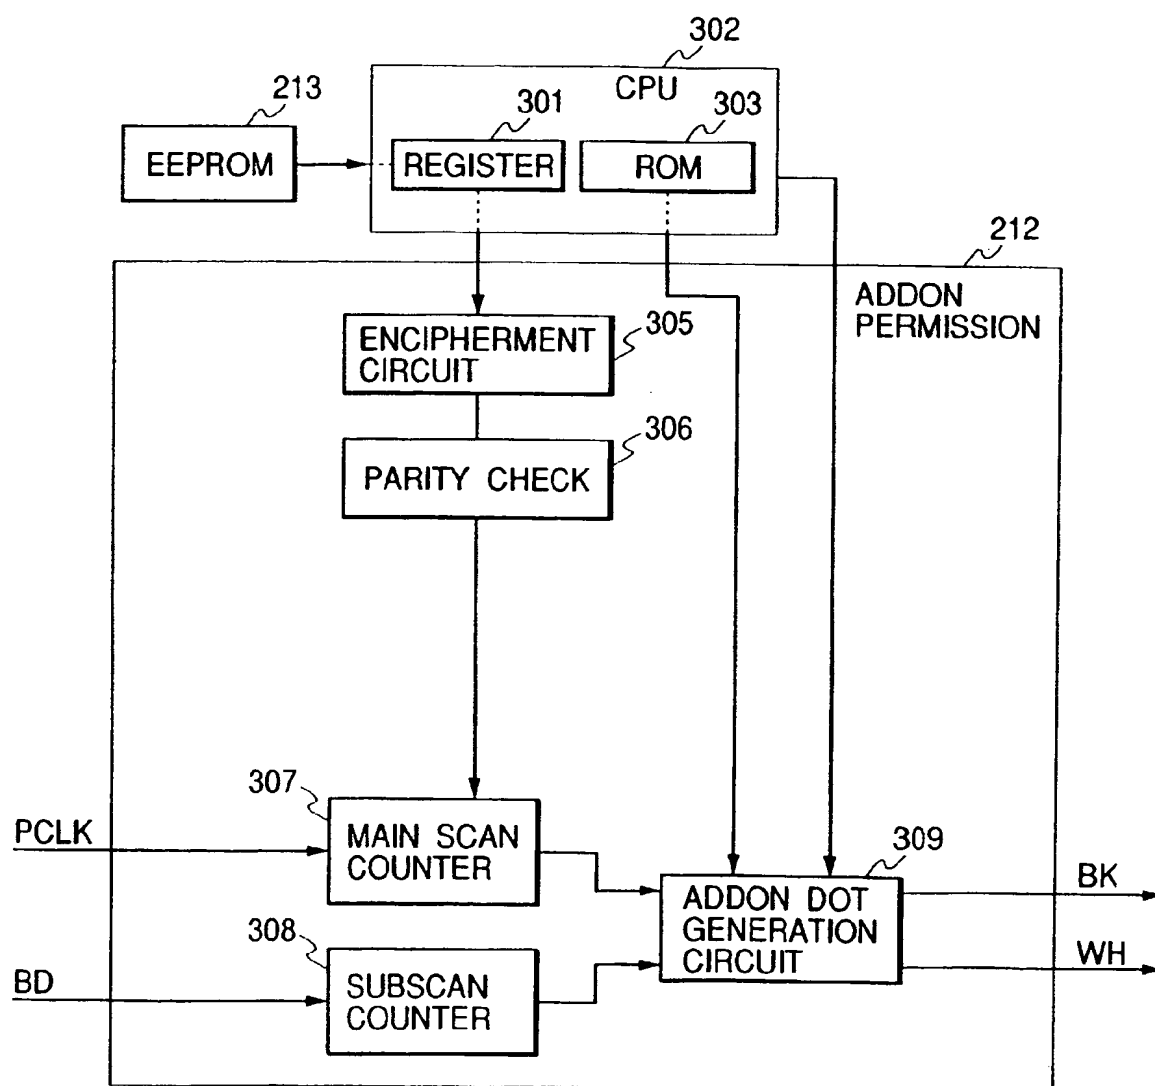 302
CPU
213
301
303
EEPROM
REGISTER
ROM
212
ADDON
PERMISSION
ENCIPHERMENT
CIRCUIT
305
306
PARITY CHECK
307
PCLK
MAIN SCAN
COUNTER
309
ADDON DOT
GENERATION
CIRCUIT
BK
308
WH
BD
SUBSCAN
COUNTER